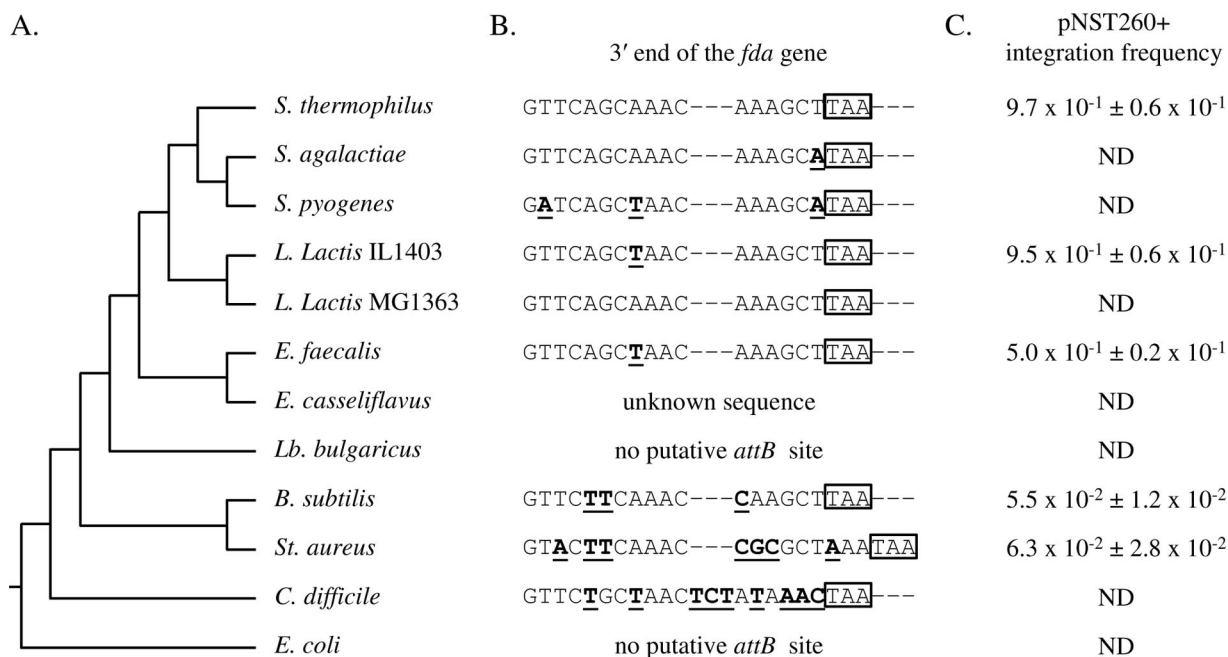 A.
B.
C.
pNST260+
3′ end of the fda gene
integration frequency
S. thermophilus GTTCAGCAAAC---AAAGCTTAA--- 9.7 x 10⁻¹ ± 0.6 x 10⁻¹
S. agalactiae GTTCAGCAAAC---AAAGCATAA--- ND
S. pyogenes GATCAGCTAAC---AAAGCATAA--- ND
L. Lactis IL1403 GTTCAGCTAAC---AAAGCTTAA--- 9.5 x 10⁻¹ ± 0.6 x 10⁻¹
L. Lactis MG1363 GTTCAGCAAAC---AAAGCTTAA--- ND
E. faecalis GTTCAGCTAAC---AAAGCTTAA--- 5.0 x 10⁻¹ ± 0.2 x 10⁻¹
E. casseliflavus unknown sequence ND
Lb. bulgaricus no putative attB site ND
B. subtilis GTTCTTCAAAC---CAAGCTTAA--- 5.5 x 10⁻² ± 1.2 x 10⁻²
St. aureus GTACTTCAAAC---CGCGCTAAATAA 6.3 x 10⁻² ± 2.8 x 10⁻²
C. difficile GTTCTGCTAACTCTATAAACTAA--- ND
E. coli no putative attB site ND